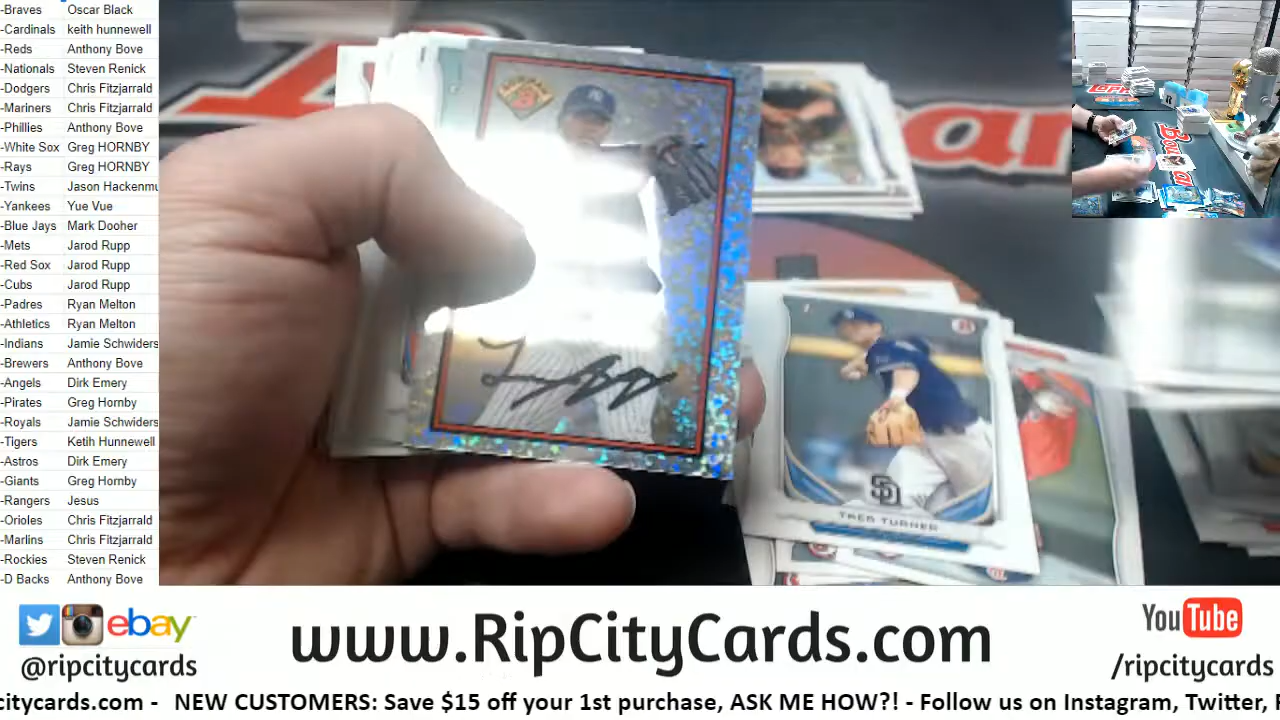 -Braves Oscar Black
-Cardinals keith hunnewell
-Reds Anthony Bove
-Nationals Steven Renick
-Dodgers Chris Fitzjarrald
-Mariners Chris Fitzjarrald
-Phillies Anthony Bove
-White Sox Greg HORNBY
-Rays Greg HORNBY
-Twins Jason Hackenmu
-Yankees Yue Vue
-Blue Jays Mark Dooher
-Mets Jarod Rupp
-Red Sox Jarod Rupp
-Cubs Jarod Rupp
-Padres Ryan Melton
-Athletics Ryan Melton
-Indians Jamie Schwiders
-Brewers Anthony Bove
-Angels Dirk Emery
-Pirates Greg Hornby
-Royals Jamie Schwiders
-Tigers Ketih Hunnewell
-Astros Dirk Emery
-Giants Greg Hornby
-Rangers Jesus
-Orioles Chris Fitzjarrald
-Marlins Chris Fitzjarrald
-Rockies Steven Renick
-D Backs Anthony Bove
SD
TREA TURNER
ebay
@ripcitycards
www.RipCityCards.com
YouTube
/ripcitycards
citycards.com - NEW CUSTOMERS: Save $15 off your 1st purchase, ASK ME HOW?! - Follow us on Instagram, Twitter,